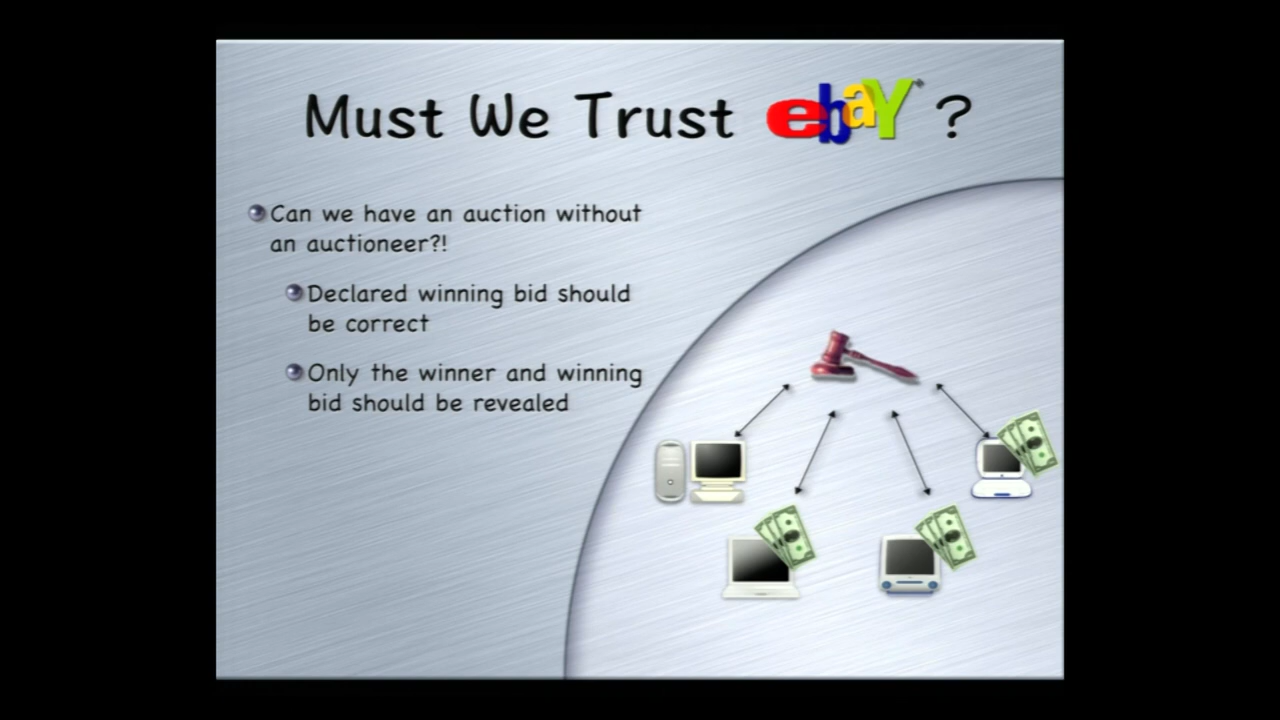 Must We Trust ebaY ?
Can we have an auction without
an auctioneer?!
Declared winning bid should
be correct
Only the winner and winning
bid should be revealed